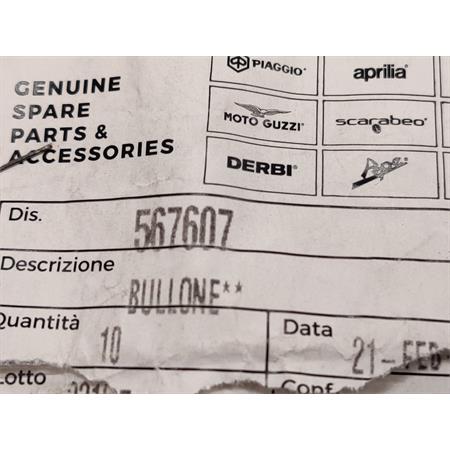 GENUINE
SPARE
PARTS &
ACCESSORIES
PIAGGIO
aprilia
MOTO GUZZI
scarabeo
DERBI
Dis.
567607
Descrizione
BULLONE**
Quantità
10
Data
21-FEB
Lotto
Conf.